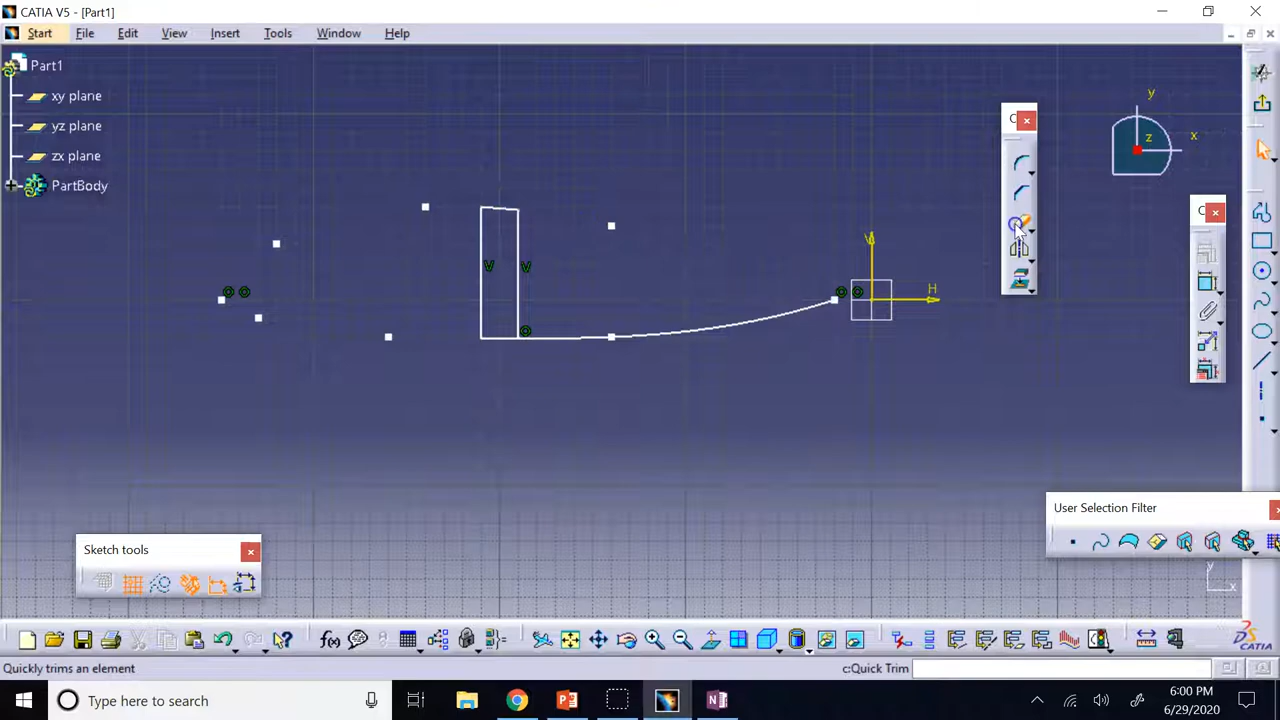 CATIA V5 - [Part1]
Start File Edit View Insert Tools Window Help
Part1
xy plane
yz plane
zx plane
PartBody
y
x
z
V
H
V V
User Selection Filter
Sketch tools
y
x
f(x)
Quickly trims an element
c:Quick Trim
CATIA
Type here to search
6:00 PM
6/29/2020